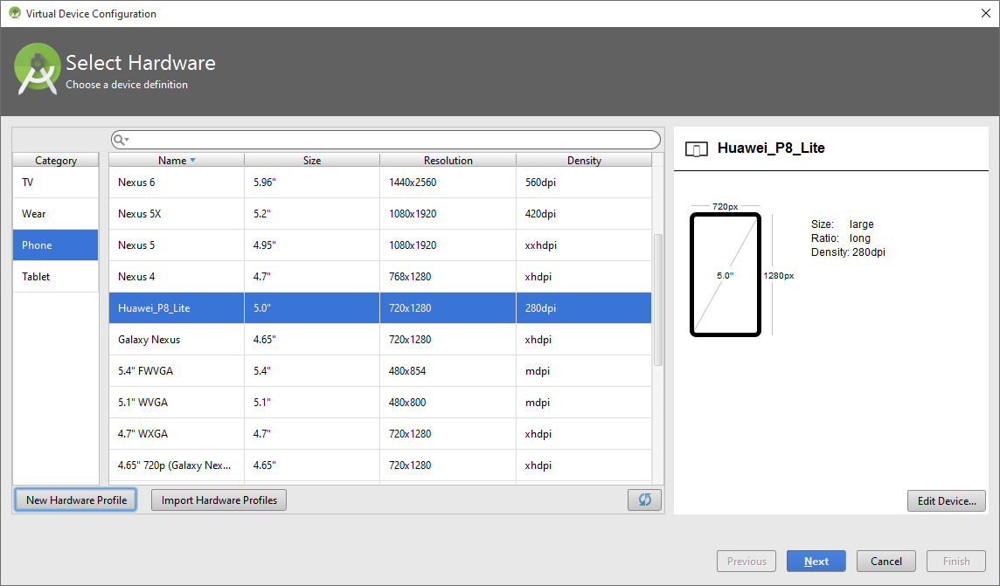 Virtual Device Configuration
Select Hardware
Choose a device definition
Category
TV
Wear
Phone
Tablet
Name Size Resolution Density
Nexus 6 5.96" 1440x2560 560dpi
Nexus 5X 5.2" 1080x1920 420dpi
Nexus 5 4.95" 1080x1920 xxhdpi
Nexus 4 4.7" 768x1280 xhdpi
Huawei_P8_Lite 5.0" 720x1280 280dpi
Galaxy Nexus 4.65" 720x1280 xhdpi
5.4" FWVGA 5.4" 480x854 mdpi
5.1" WVGA 5.1" 480x800 mdpi
4.7" WXGA 4.7" 720x1280 xhdpi
4.65" 720p (Galaxy Nex... 4.65" 720x1280 xhdpi
New Hardware Profile Import Hardware Profiles
Huawei_P8_Lite
720px
5.0"
1280px
Size: large
Ratio: long
Density: 280dpi
Edit Device...
Previous Next Cancel Finish